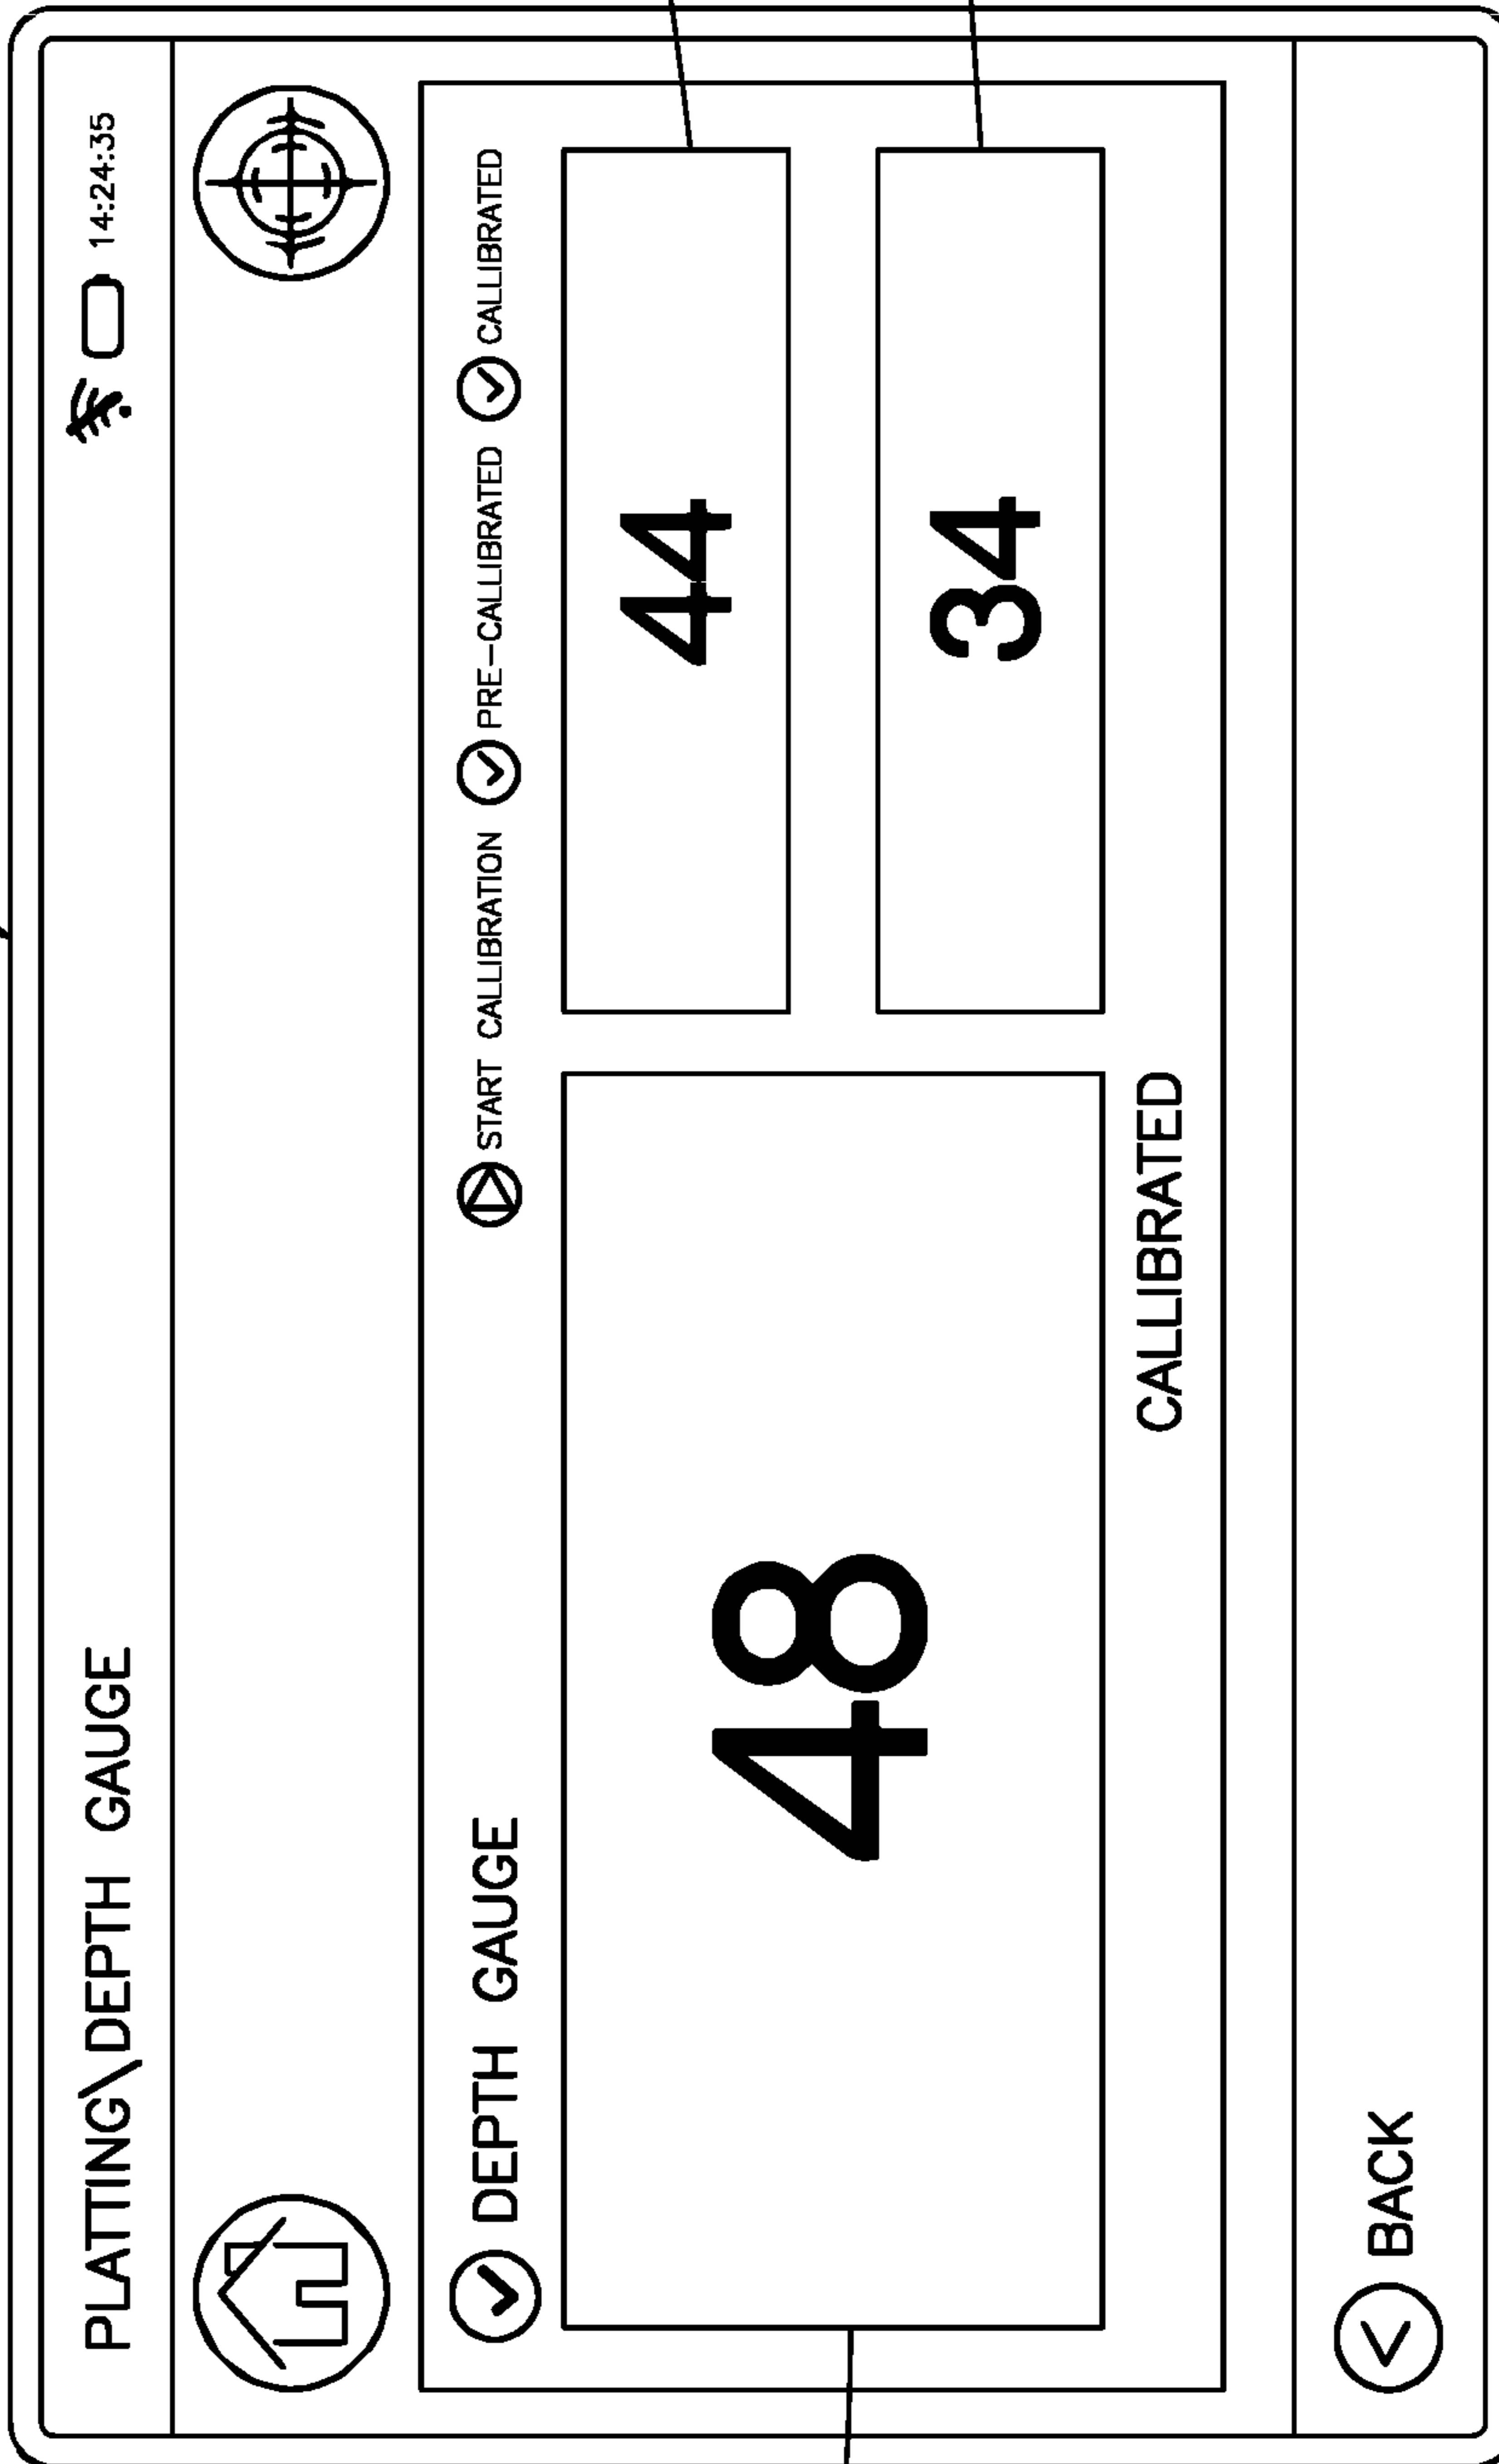 PLATTING\DEPTH GAUGE 14:24:35
DEPTH GAUGE START CALLIBRATION PRE-CALLIBRATED CALLIBRATED
48
44
34
CALLIBRATED
BACK